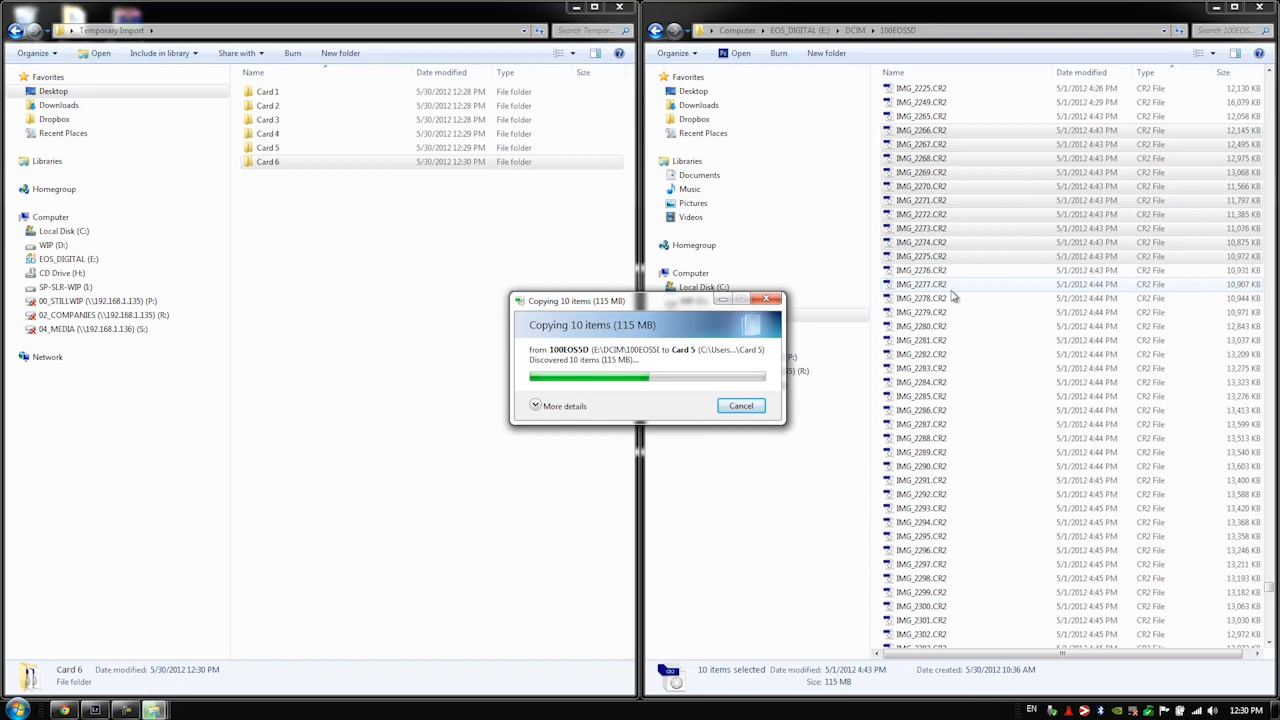 Temporary Import
Search Tempor...
Organize
Open
Include in library
Share with
Burn
New folder
Favorites
Desktop
Downloads
Dropbox
Recent Places
Libraries
Homegroup
Computer
Local Disk (C:)
WIP (D:)
EOS_DIGITAL (E:)
CD Drive (H:)
SP-SLR-WIP (I:)
00_STILLWIP (\\192.168.1.135) (P:)
02_COMPANIES (\\192.168.1.135) (R:)
04_MEDIA (\\192.168.1.136) (S:)
Network
Name Date modified Type Size
Card 1 5/30/2012 12:28 PM File folder
Card 2 5/30/2012 12:28 PM File folder
Card 3 5/30/2012 12:28 PM File folder
Card 4 5/30/2012 12:29 PM File folder
Card 5 5/30/2012 12:29 PM File folder
Card 6 5/30/2012 12:30 PM File folder
Card 6 Date modified: 5/30/2012 12:30 PM
File folder
Computer EOS_DIGITAL (E:) DCIM 100EOS5D
Search 100EOS...
Organize
Open
Burn
New folder
Favorites
Desktop
Downloads
Dropbox
Recent Places
Libraries
Documents
Music
Pictures
Videos
Homegroup
Computer
Local Disk (C:)
Name Date modified Type Size
IMG_2225.CR2 5/1/2012 4:26 PM CR2 File 12,130 KB
IMG_2249.CR2 5/1/2012 4:29 PM CR2 File 16,079 KB
IMG_2265.CR2 5/1/2012 4:43 PM CR2 File 12,058 KB
IMG_2266.CR2 5/1/2012 4:43 PM CR2 File 12,145 KB
IMG_2267.CR2 5/1/2012 4:43 PM CR2 File 12,495 KB
IMG_2268.CR2 5/1/2012 4:43 PM CR2 File 12,975 KB
IMG_2269.CR2 5/1/2012 4:43 PM CR2 File 13,068 KB
IMG_2270.CR2 5/1/2012 4:43 PM CR2 File 11,566 KB
IMG_2271.CR2 5/1/2012 4:43 PM CR2 File 11,797 KB
IMG_2272.CR2 5/1/2012 4:43 PM CR2 File 11,385 KB
IMG_2273.CR2 5/1/2012 4:43 PM CR2 File 11,076 KB
IMG_2274.CR2 5/1/2012 4:43 PM CR2 File 10,875 KB
IMG_2275.CR2 5/1/2012 4:43 PM CR2 File 10,972 KB
IMG_2276.CR2 5/1/2012 4:43 PM CR2 File 10,931 KB
IMG_2277.CR2 5/1/2012 4:43 PM CR2 File 10,907 KB
IMG_2278.CR2 5/1/2012 4:43 PM CR2 File 10,944 KB
IMG_2279.CR2 5/1/2012 4:43 PM CR2 File 11,010 KB
IMG_2280.CR2 5/1/2012 4:43 PM CR2 File 12,843 KB
IMG_2281.CR2 5/1/2012 4:43 PM CR2 File 13,037 KB
IMG_2282.CR2 5/1/2012 4:44 PM CR2 File 13,209 KB
IMG_2283.CR2 5/1/2012 4:44 PM CR2 File 13,275 KB
IMG_2284.CR2 5/1/2012 4:44 PM CR2 File 13,323 KB
IMG_2285.CR2 5/1/2012 4:44 PM CR2 File 13,276 KB
IMG_2286.CR2 5/1/2012 4:44 PM CR2 File 13,413 KB
IMG_2287.CR2 5/1/2012 4:44 PM CR2 File 13,599 KB
IMG_2288.CR2 5/1/2012 4:44 PM CR2 File 13,513 KB
IMG_2289.CR2 5/1/2012 4:44 PM CR2 File 13,540 KB
IMG_2290.CR2 5/1/2012 4:44 PM CR2 File 13,603 KB
IMG_2291.CR2 5/1/2012 4:45 PM CR2 File 13,400 KB
IMG_2292.CR2 5/1/2012 4:45 PM CR2 File 13,588 KB
IMG_2293.CR2 5/1/2012 4:45 PM CR2 File 13,420 KB
IMG_2294.CR2 5/1/2012 4:45 PM CR2 File 13,368 KB
IMG_2295.CR2 5/1/2012 4:45 PM CR2 File 13,358 KB
IMG_2296.CR2 5/1/2012 4:45 PM CR2 File 13,246 KB
IMG_2297.CR2 5/1/2012 4:45 PM CR2 File 13,211 KB
IMG_2298.CR2 5/1/2012 4:45 PM CR2 File 13,193 KB
IMG_2299.CR2 5/1/2012 4:45 PM CR2 File 13,182 KB
IMG_2300.CR2 5/1/2012 4:45 PM CR2 File 13,063 KB
IMG_2301.CR2 5/1/2012 4:45 PM CR2 File 13,030 KB
IMG_2302.CR2 5/1/2012 4:45 PM CR2 File 12,972 KB
10 items selected Date modified: 5/1/2012 4:43 PM Date created: 5/30/2012 10:36 AM
Size: 115 MB
Copying 10 items (115 MB)
Copying 10 items (115 MB)
from 100EOS5D (E:\DCIM\100EOS5I to Card 5 (C:\Users...\Card 5)
Discovered 10 items (115 MB)...
More details
Cancel
(P:)
35) (R:)
EN
12:30 PM